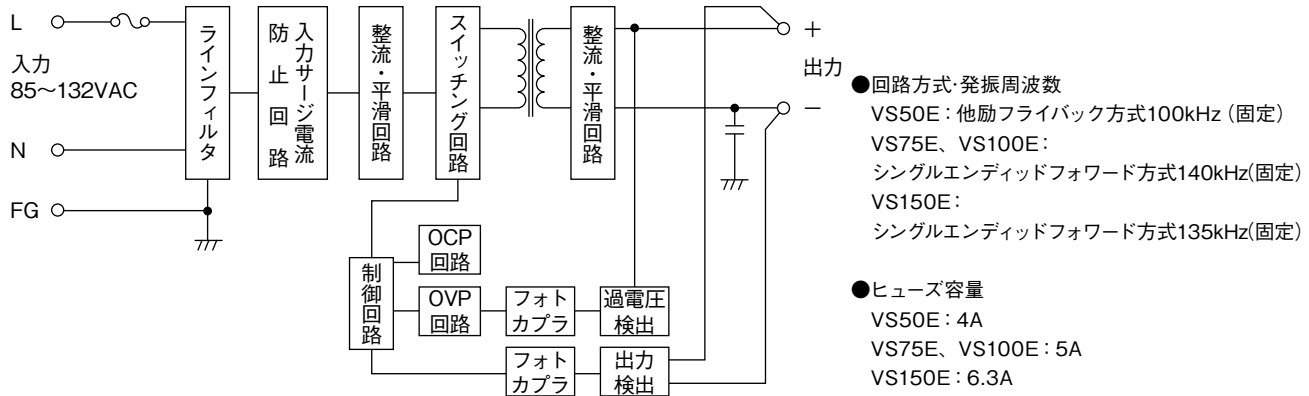 L
入力
85〜132VAC
N
FG
ラインフィルタ
入力サージ電流
防止回路
整流・平滑回路
スイッチング回路
整流・平滑回路
+
出力
−
制御回路
OCP
回路
OVP
回路
フォト
カプラ
過電圧
検出
フォト
カプラ
出力
検出
●回路方式・発振周波数
VS50E：他励フライバック方式100kHz（固定）
VS75E、VS100E：
シングルエンディッドフォワード方式140kHz(固定)
VS150E：
シングルエンディッドフォワード方式135kHz(固定)
●ヒューズ容量
VS50E：4A
VS75E、VS100E：5A
VS150E：6.3A